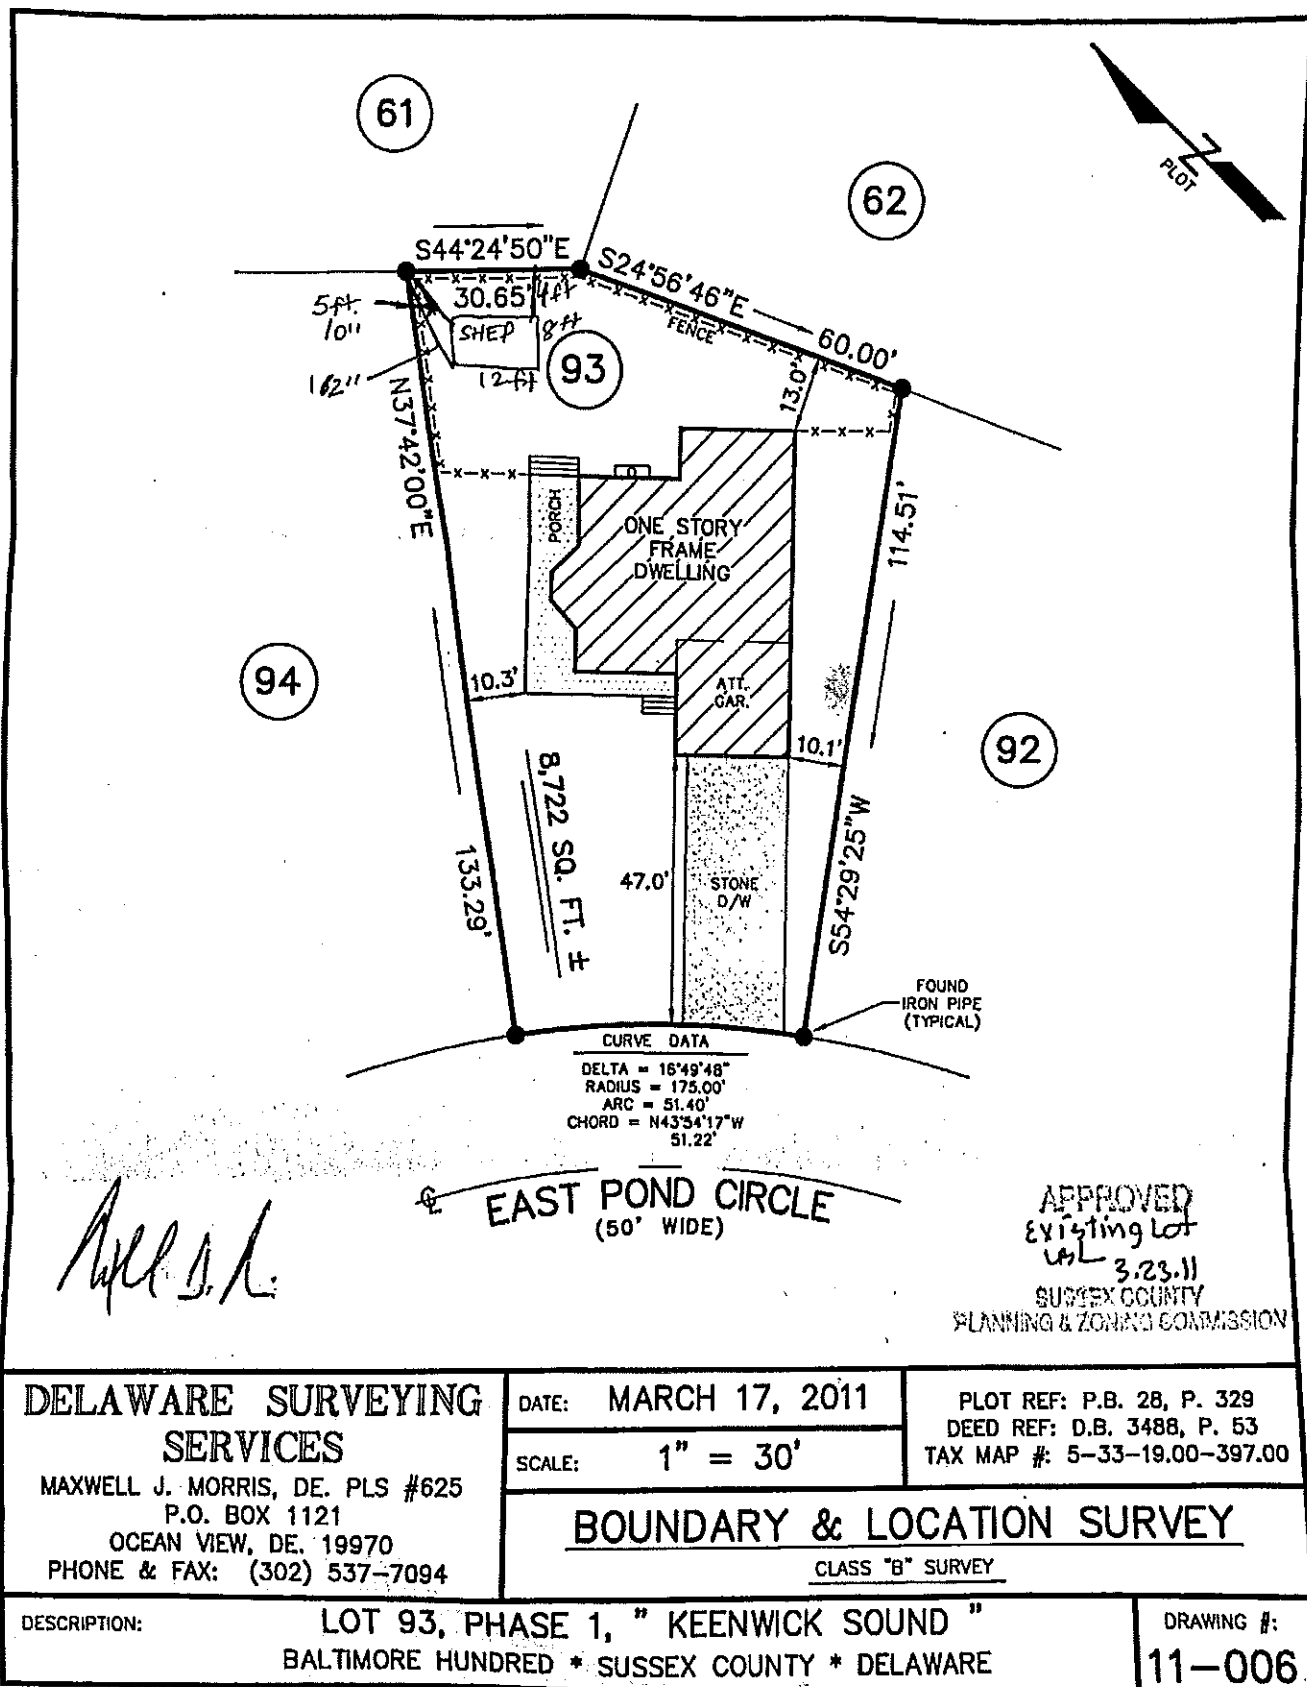 61
62
PLOT
N
S44°24'50"E
S24°56'46"E
30.65'
4ft
5ft.
10"
SHED
8ft
FENCE
60.00'
162"
12ft
93
13.0'
N37°42'00"E
PORCH
ONE STORY
FRAME
DWELLING
114.51'
94
10.3'
ATT.
GAR.
10.1'
92
8,722 SQ. FT. ±
133.29'
47.0'
STONE
D/W
S54°29'25"W
FOUND
IRON PIPE
(TYPICAL)
CURVE DATA
DELTA = 16°49'48"
RADIUS = 175.00'
ARC = 51.40'
CHORD = N43°54'17"W
51.22'
EAST POND CIRCLE
(50' WIDE)
APPROVED
Existing Lot
3.23.11
SUSSEX COUNTY
PLANNING & ZONING COMMISSION
DELAWARE SURVEYING
SERVICES
MAXWELL J. MORRIS, DE. PLS #625
P.O. BOX 1121
OCEAN VIEW, DE. 19970
PHONE & FAX: (302) 537-7094
DATE: MARCH 17, 2011
SCALE: 1" = 30'
PLOT REF: P.B. 28, P. 329
DEED REF: D.B. 3488, P. 53
TAX MAP #: 5-33-19.00-397.00
BOUNDARY & LOCATION SURVEY
CLASS "B" SURVEY
DESCRIPTION: LOT 93, PHASE 1, " KEENWICK SOUND "
BALTIMORE HUNDRED * SUSSEX COUNTY * DELAWARE
DRAWING #:
11-006